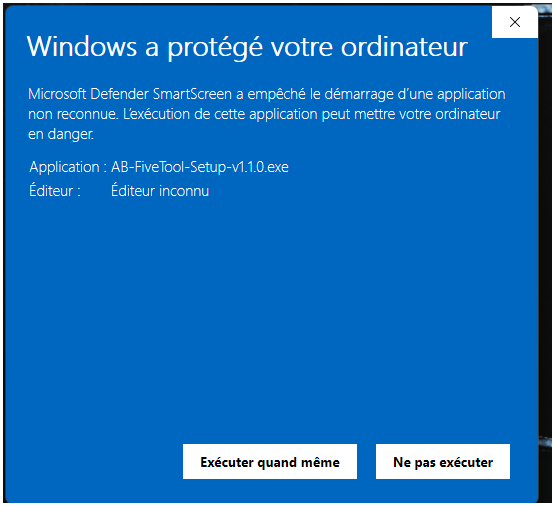 Windows a protégé votre ordinateur
Microsoft Defender SmartScreen a empêché le démarrage d’une application
non reconnue. L’exécution de cette application peut mettre votre ordinateur
en danger.
Application : AB-FiveTool-Setup-v1.1.0.exe
Éditeur : Éditeur inconnu
Exécuter quand même Ne pas exécuter